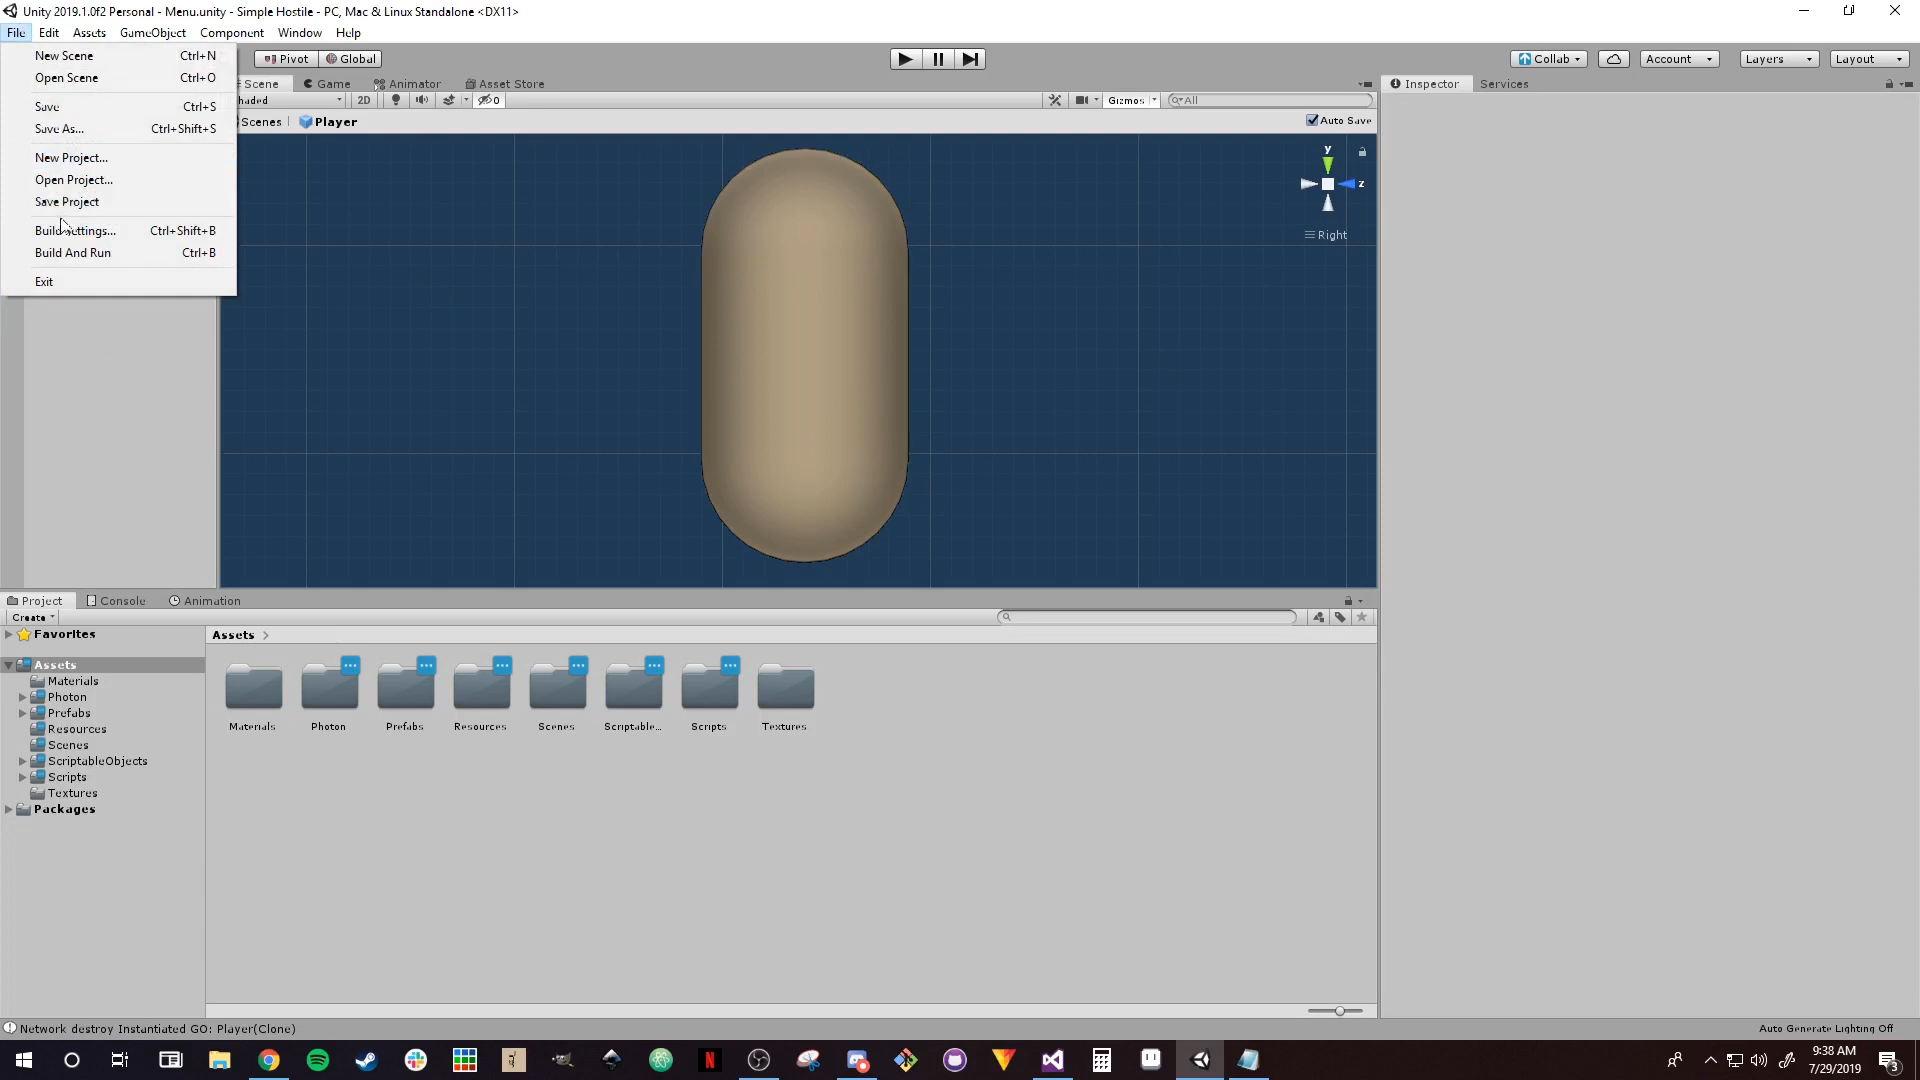 Unity 2019.1.0f2 Personal - Menu.unity - Simple Hostile - PC, Mac & Linux Standalone <DX11>
File Edit Assets GameObject Component Window Help
New Scene Ctrl+N
Open Scene Ctrl+O
Save Ctrl+S
Save As... Ctrl+Shift+S
New Project...
Open Project...
Save Project
Build Settings... Ctrl+Shift+B
Build And Run Ctrl+B
Exit
Pivot Global
Collab Account Layers Layout
Scene Game Animator Asset Store
haded 2D 0 Gizmos All
Scenes Player Auto Save
y
z
Right
Inspector Services
Project Console Animation
Create
Favorites
Assets
Materials
Photon
Prefabs
Resources
Scenes
ScriptableObjects
Scripts
Textures
Packages
Assets
Materials Photon Prefabs Resources Scenes Scriptable... Scripts Textures
Network destroy Instantiated GO: Player(Clone)
Auto Generate Lighting Off
9:38 AM
7/29/2019
3